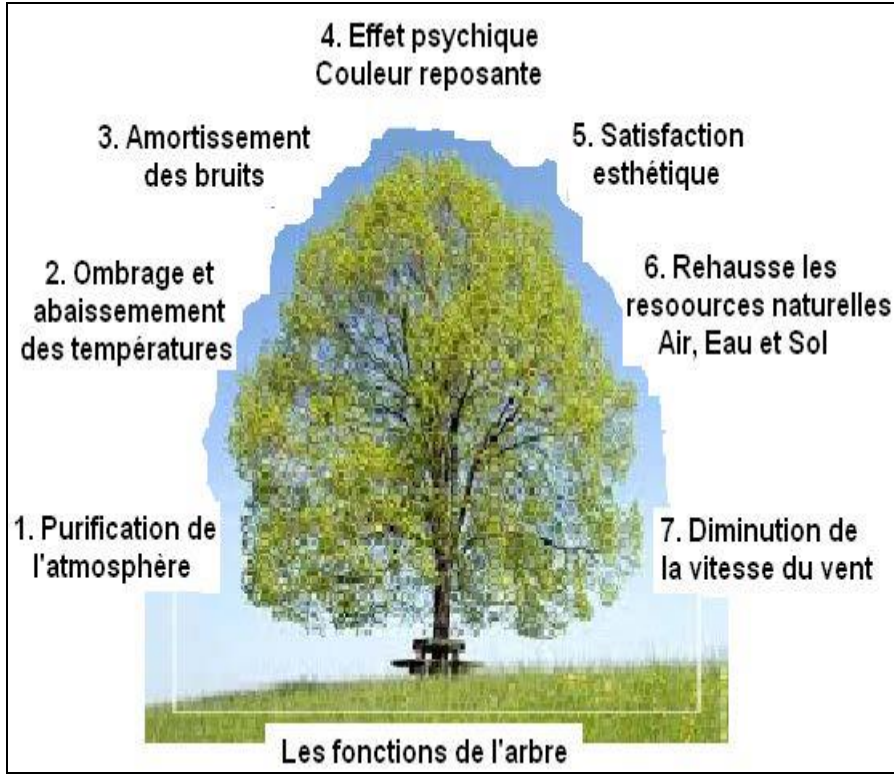 4. Effet psychique
Couleur reposante
3. Amortissement
des bruits
5. Satisfaction
esthétique
2. Ombrage et
abaissemement
des températures
6. Rehausse les
resoources naturelles
Air, Eau et Sol
1. Purification de
l'atmosphère
7. Diminution de
la vitesse du vent
Les fonctions de l'arbre